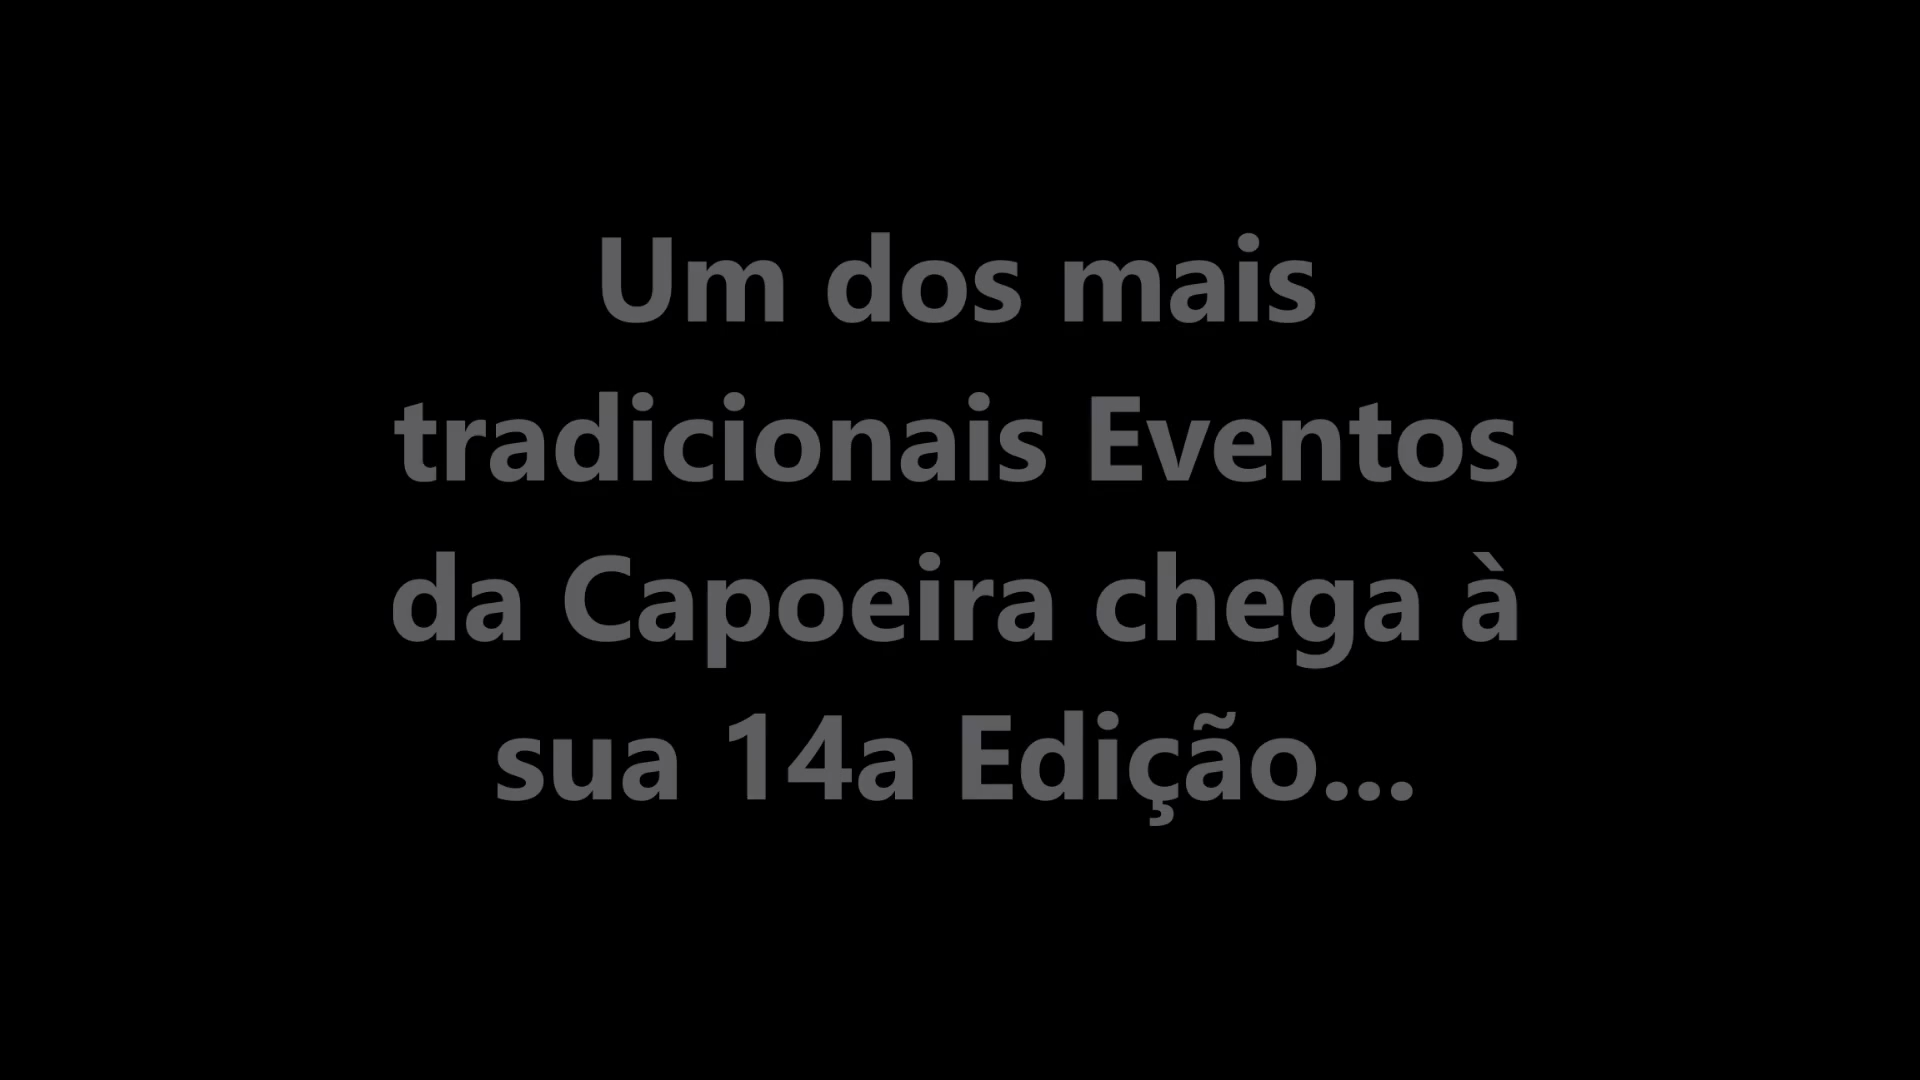 Um dos mais
tradicionais Eventos
da Capoeira chega à
sua 14a Edição...